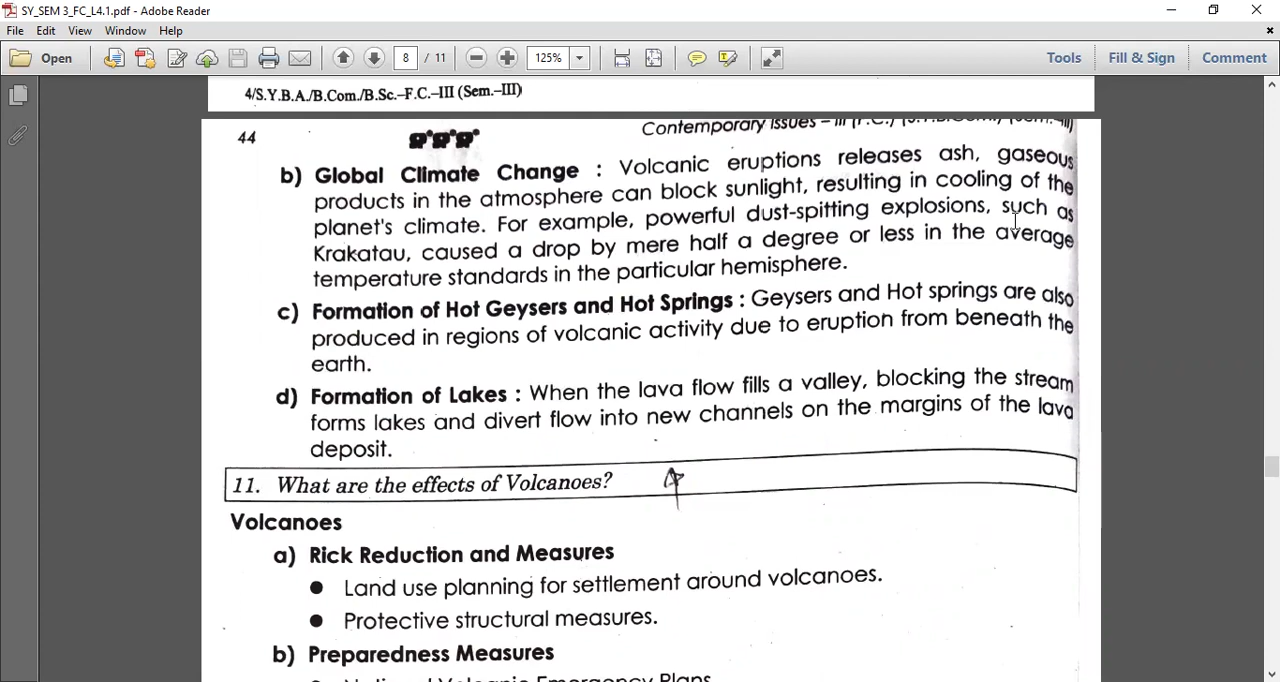 SY_SEM 3_FC_L4.1.pdf - Adobe Reader
File Edit View Window Help
Open 8 / 11 125% Tools Fill & Sign Comment
4/S.Y.B.A./B.Com./B.Sc.–F.C.–III (Sem.–III)
44 Contemporary Issues – III (F.C.)
b) Global Climate Change : Volcanic eruptions releases ash, gaseous
products in the atmosphere can block sunlight, resulting in cooling of the
planet's climate. For example, powerful dust-spitting explosions, such as
Krakatau, caused a drop by mere half a degree or less in the average
temperature standards in the particular hemisphere.
c) Formation of Hot Geysers and Hot Springs : Geysers and Hot springs are also
produced in regions of volcanic activity due to eruption from beneath the
earth.
d) Formation of Lakes : When the lava flow fills a valley, blocking the stream
forms lakes and divert flow into new channels on the margins of the lava
deposit.
11. What are the effects of Volcanoes?
Volcanoes
a) Rick Reduction and Measures
● Land use planning for settlement around volcanoes.
● Protective structural measures.
b) Preparedness Measures
National Volcanic Emergency Plans